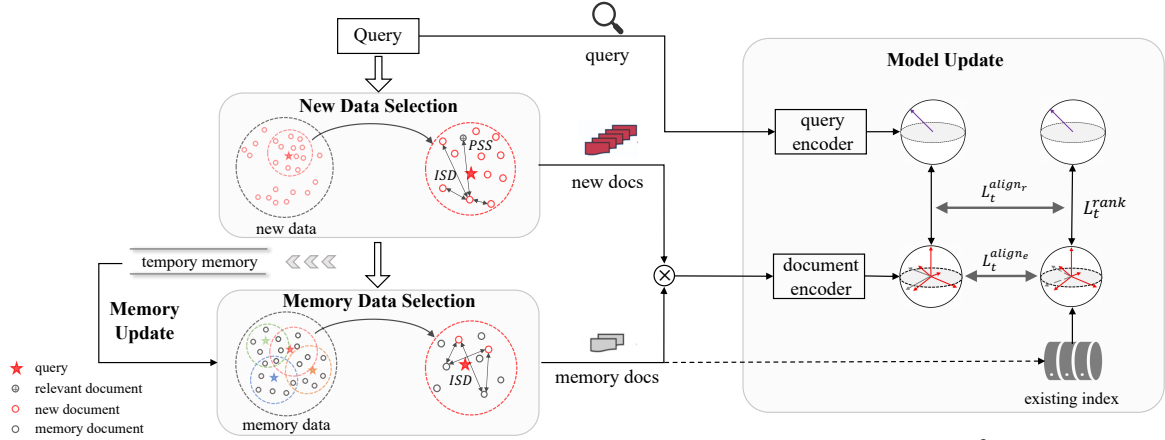 Query
query
New Data Selection
PSS
ISD
new data
new docs
tempory memory
Memory
Update
Memory Data Selection
ISD
memory data
memory docs
query
relevant document
new document
memory document
Model Update
query
encoder
L_t^{align_r}
L_t^{rank}
document
encoder
L_t^{align_e}
existing index